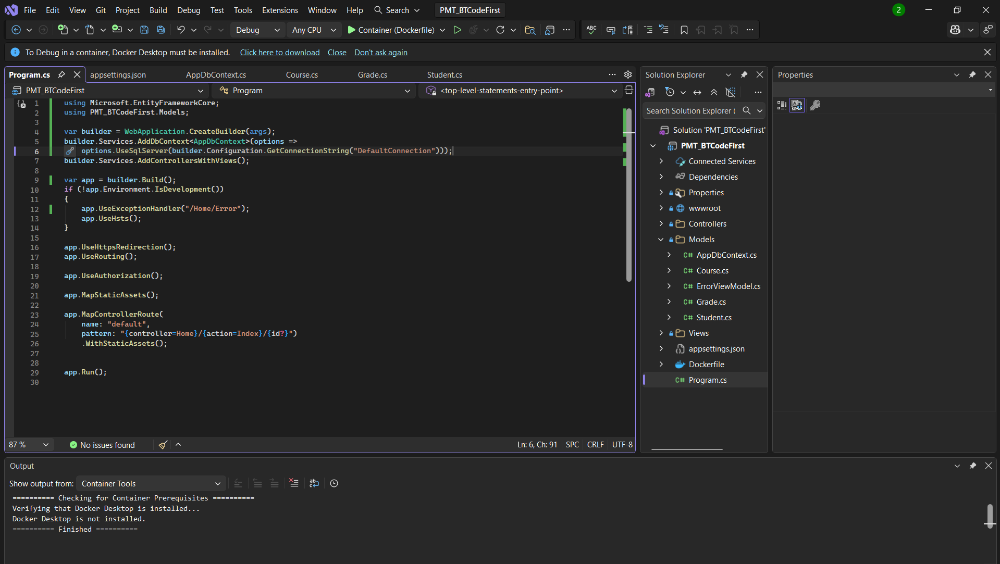 File Edit View Git Project Build Debug Test Tools Extensions Window Help Search PMT_BTCodeFirst 2
Debug Any CPU Container (Dockerfile) ABC
To Debug in a container, Docker Desktop must be installed. Click here to download Close Don't ask again
Program.cs appsettings.json AppDbContext.cs Course.cs Grade.cs Student.cs
PMT_BTCodeFirst Program <top-level-statements-entry-point>
1 using Microsoft.EntityFrameworkCore;
2 using PMT_BTCodeFirst.Models;
3
4 var builder = WebApplication.CreateBuilder(args);
5 builder.Services.AddDbContext<AppDbContext>(options =>
6 options.UseSqlServer(builder.Configuration.GetConnectionString("DefaultConnection")));
7 builder.Services.AddControllersWithViews();
8
9 var app = builder.Build();
10 if (!app.Environment.IsDevelopment())
11 {
12 app.UseExceptionHandler("/Home/Error");
13 app.UseHsts();
14 }
15
16 app.UseHttpsRedirection();
17 app.UseRouting();
18
19 app.UseAuthorization();
20
21 app.MapStaticAssets();
22
23 app.MapControllerRoute(
24 name: "default",
25 pattern: "{controller=Home}/{action=Index}/{id?}")
26 .WithStaticAssets();
27
28
29 app.Run();
30
87 % No issues found Ln: 6, Ch: 91 SPC CRLF UTF-8
Solution Explorer
Search Solution Explorer (
Solution 'PMT_BTCodeFirst'
PMT_BTCodeFirst
Connected Services
Dependencies
Properties
wwwroot
Controllers
Models
C# AppDbContext.cs
C# Course.cs
C# ErrorViewModel.cs
C# Grade.cs
C# Student.cs
Views
appsettings.json
Dockerfile
C# Program.cs
Properties
Output
Show output from: Container Tools
========== Checking for Container Prerequisites ==========
Verifying that Docker Desktop is installed...
Docker Desktop is not installed.
========== Finished ==========